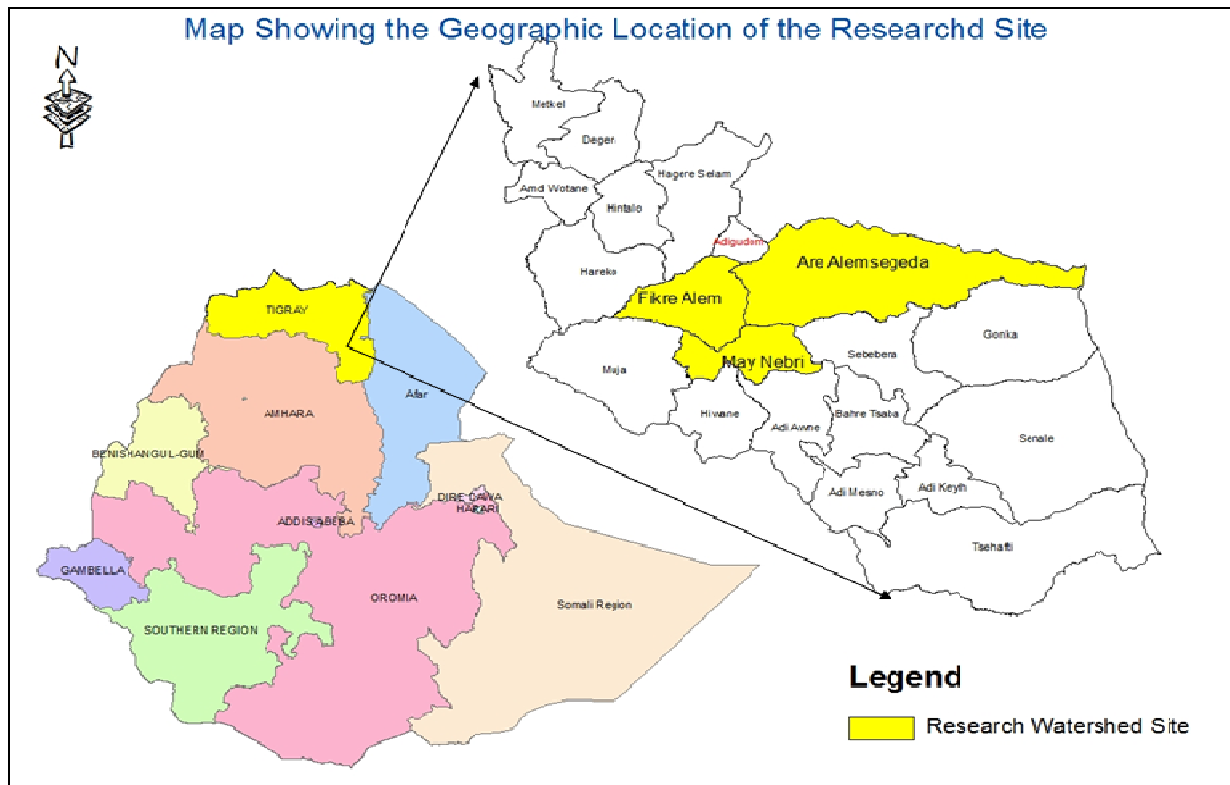 Map Showing the Geographic Location of the Researchd Site
N
Metkel
Deger
Hagere Selam
Amd Wotane
Hintalo
Adigudem
Hareko
Are Alemsegeda
Fikre Alem
TIGRAY
Gonka
Sebebera
May Nebri
Muja
Afar
AMHARA
Hiwane
Bahre Tsaba
Adi Awne
Senale
BENISHANGUL-GUM
Adi Keyh
Adi Mesno
DIRE DAWA
HARARI
ADDIS ABEBA
Tsehafti
GAMBELLA
OROMIA
Somali Region
SOUTHERN REGION
Legend
Research Watershed Site